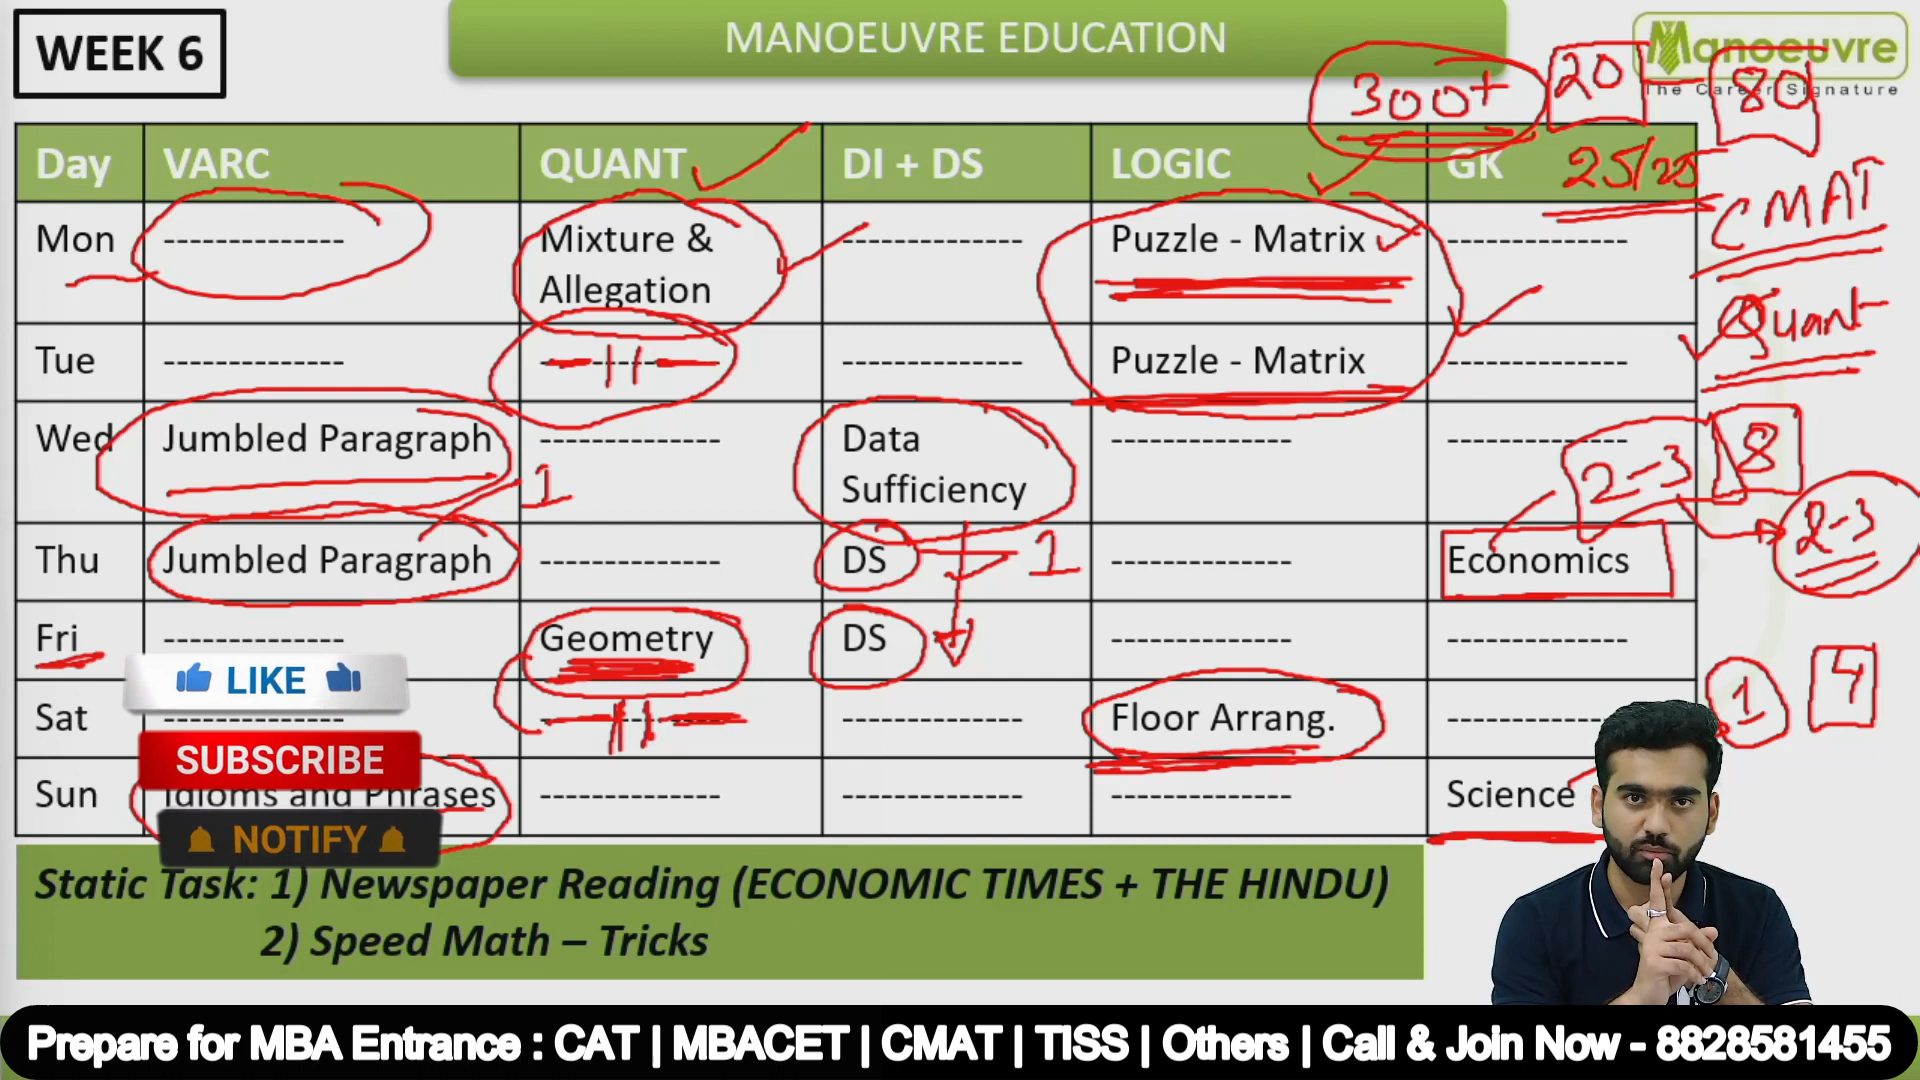 WEEK 6
MANOEUVRE EDUCATION
Manoeuvre
The Career Signature
300+ 20 80
Day VARC QUANT DI + DS LOGIC GK 25/25
CMAT
Mon -------------- Mixture & Allegation -------------- Puzzle - Matrix --------------
Quant
Tue -------------- -------------- -------------- Puzzle - Matrix --------------
Wed Jumbled Paragraph -------------- Data Sufficiency -------------- --------------
1 2-3 8
2-3
Thu Jumbled Paragraph -------------- DS 1 -------------- Economics
Fri -------------- Geometry DS -------------- --------------
1 4
Sat -------------- -------------- -------------- Floor Arrang. --------------
Sun Idioms and Phrases -------------- -------------- -------------- Science
LIKE
SUBSCRIBE
NOTIFY
Static Task: 1) Newspaper Reading (ECONOMIC TIMES + THE HINDU)
2) Speed Math – Tricks
Prepare for MBA Entrance : CAT | MBACET | CMAT | TISS | Others | Call & Join Now - 8828581455